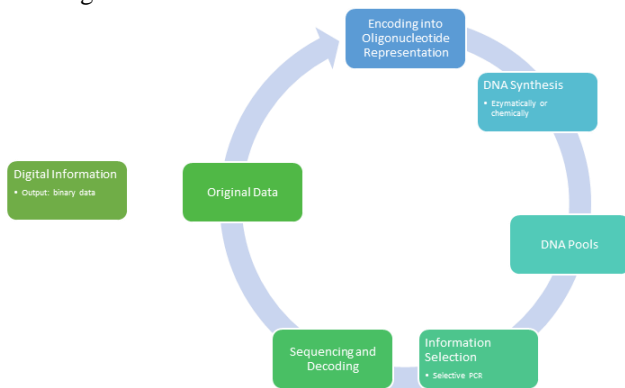 Encoding into
Oligonucleotide
Representation
DNA Synthesis
• Ezymatically or
chemically
DNA Pools
Information
Selection
• Selective PCR
Sequencing and
Decoding
Original Data
Digital Information
• Output: binary data